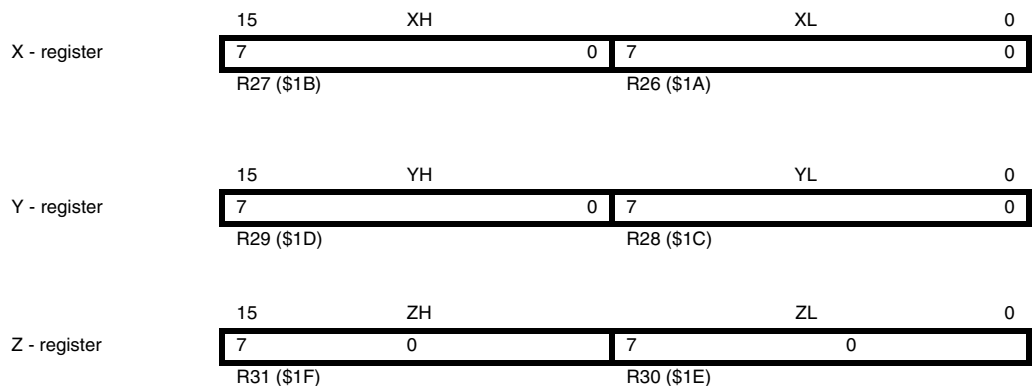 15 XH XL 0
X - register 7 0 7 0
R27 ($1B) R26 ($1A)
15 YH YL 0
Y - register 7 0 7 0
R29 ($1D) R28 ($1C)
15 ZH ZL 0
Z - register 7 0 7 0
R31 ($1F) R30 ($1E)